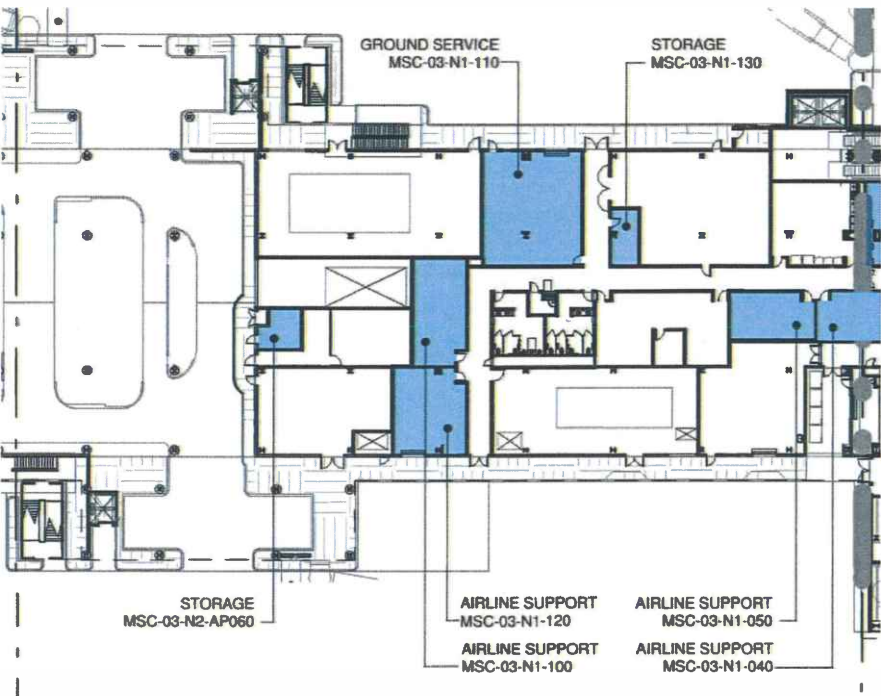 GROUND SERVICE
MSC-03-N1-110
STORAGE
MSC-03-N1-130
STORAGE
MSC-03-N2-AP060
AIRLINE SUPPORT
MSC-03-N1-120
AIRLINE SUPPORT
MSC-03-N1-100
AIRLINE SUPPORT
MSC-03-N1-050
AIRLINE SUPPORT
MSC-03-N1-040